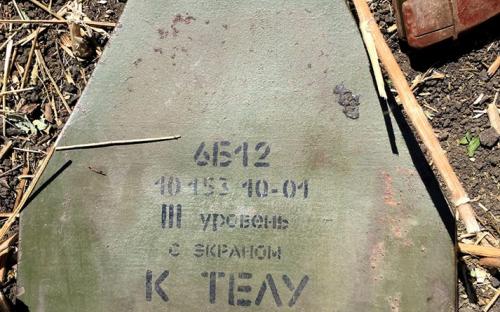 6Б12
10 153 10-01
III уровень
с экраном
К ТЕЛУ